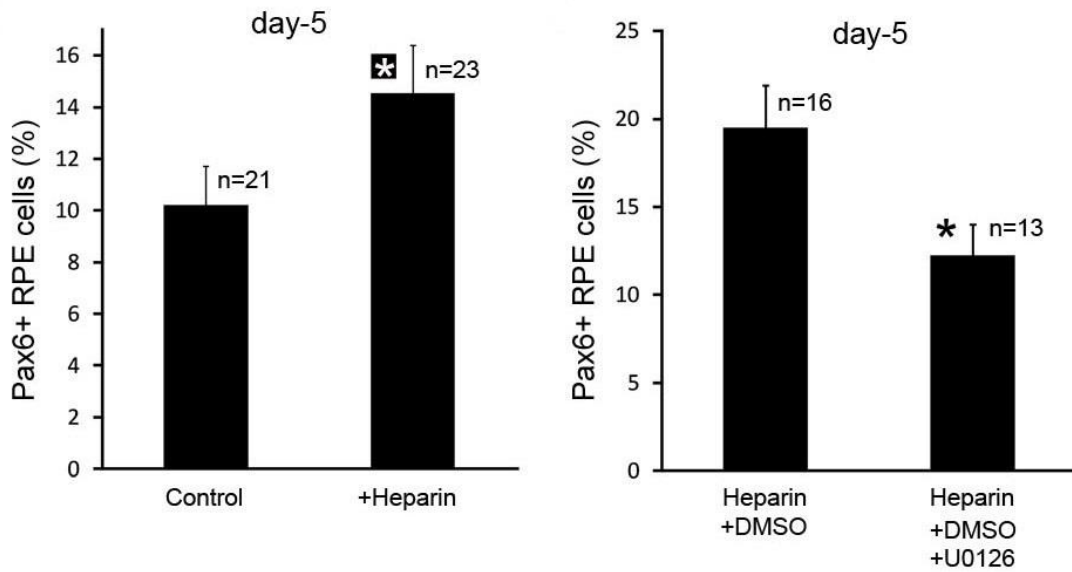 day-5
Pax6+ RPE cells (%)
16
14
12
10
8
6
4
2
0
*
n=23
n=21
Control
+Heparin
day-5
Pax6+ RPE cells (%)
25
20
15
10
5
0
n=16
*
n=13
Heparin
+DMSO
Heparin
+DMSO
+U0126